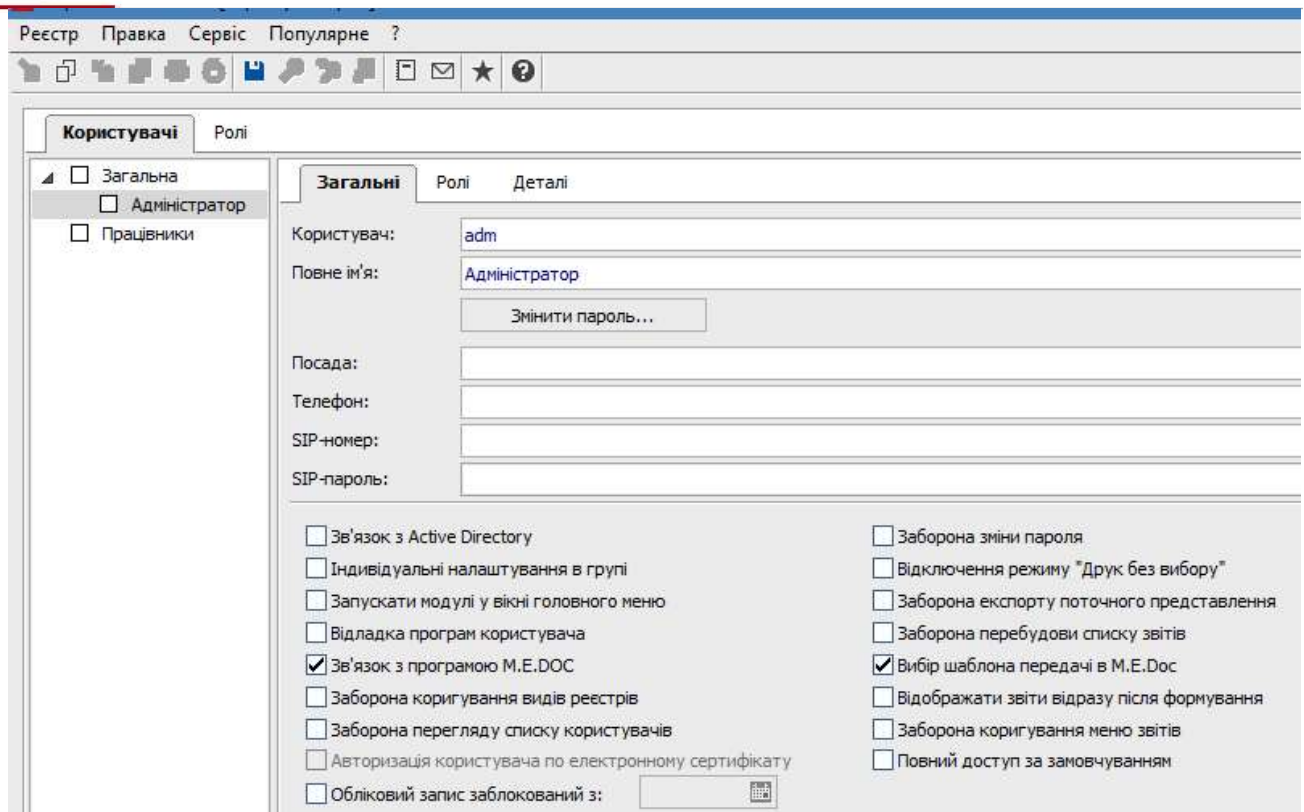 Реєстр Правка Сервіс Популярне ?
Користувачі Ролі
Загальна
Адміністратор
Працівники
Загальні Ролі Деталі
Користувач: adm
Повне ім'я: Адміністратор
Змінити пароль...
Посада:
Телефон:
SIP-номер:
SIP-пароль:
Зв'язок з Active Directory
Заборона зміни пароля
Індивідуальні налаштування в групі
Відключення режиму "Друк без вибору"
Запускати модулі у вікні головного меню
Заборона експорту поточного представлення
Відладка програм користувача
Заборона перебудови списку звітів
Зв'язок з програмою M.E.DOC
Вибір шаблона передачі в M.E.Doc
Заборона коригування видів реєстрів
Відображати звіти відразу після формування
Заборона перегляду списку користувачів
Заборона коригування меню звітів
Авторизація користувача по електронному сертифікату
Повний доступ за замовчуванням
Обліковий запис заблокований з: